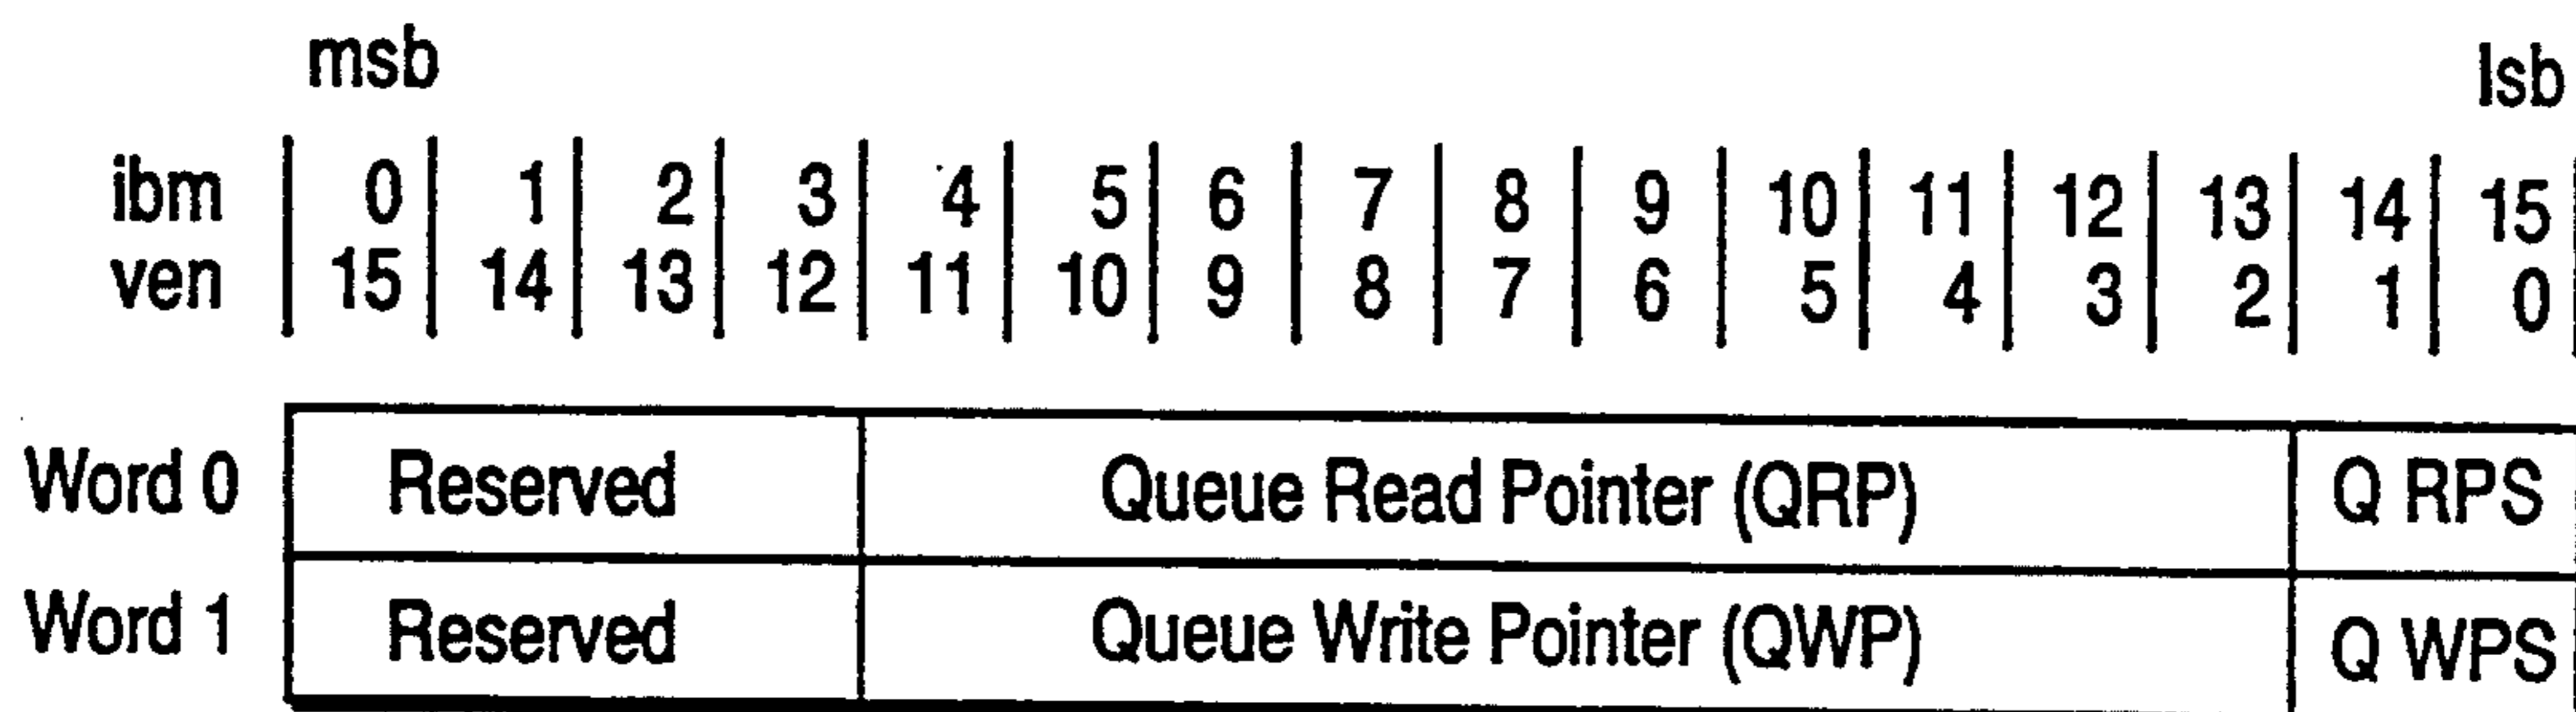 msb lsb
ibm 0 1 2 3 4 5 6 7 8 9 10 11 12 13 14 15
ven 15 14 13 12 11 10 9 8 7 6 5 4 3 2 1 0
Word 0 Reserved Queue Read Pointer (QRP) Q RPS
Word 1 Reserved Queue Write Pointer (QWP) Q WPS